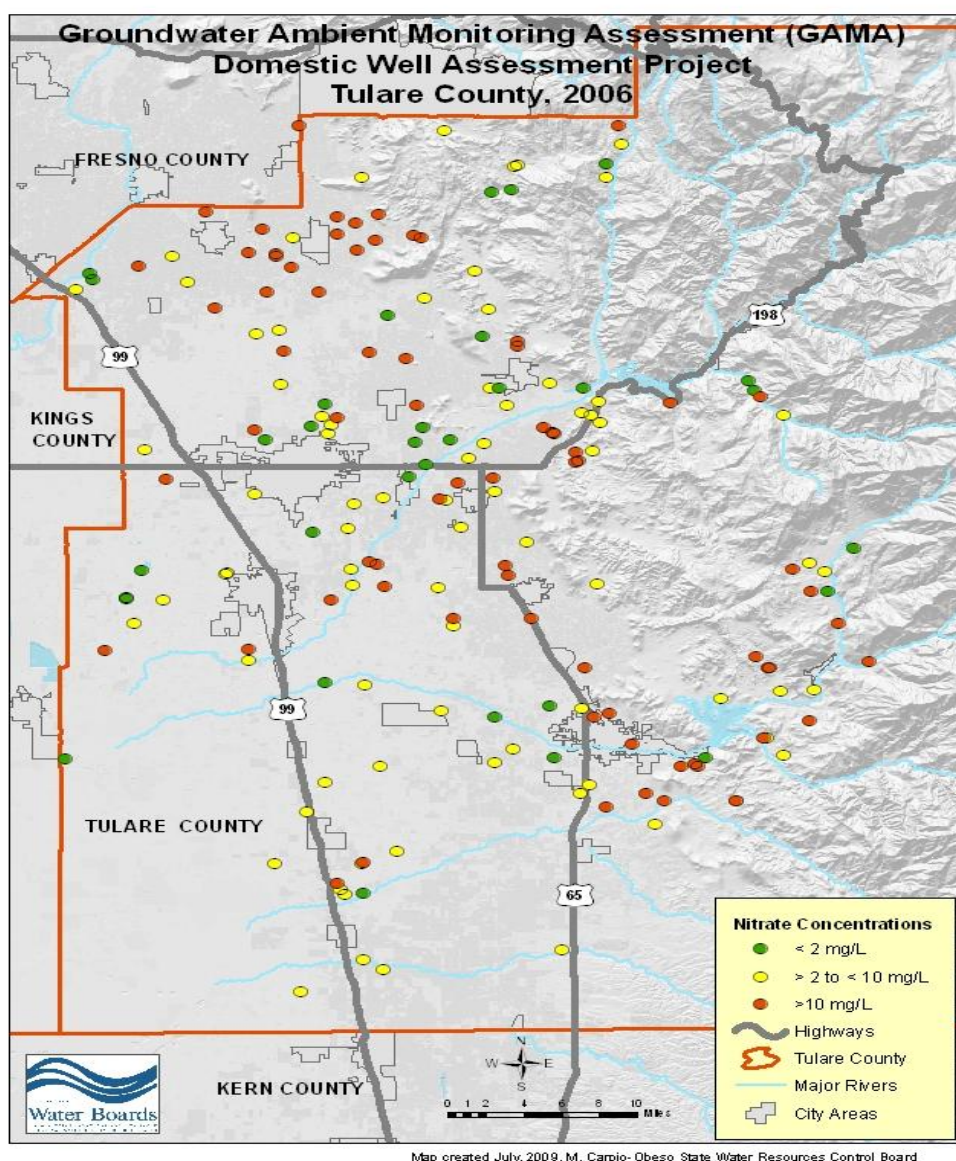 Groundwater Ambient Monitoring Assessment (GAMA)
Domestic Well Assessment Project
Tulare County, 2006
FRESNO COUNTY
198
99
KINGS
COUNTY
99
TULARE COUNTY
65
Nitrate Concentrations
< 2 mg/L
> 2 to < 10 mg/L
>10 mg/L
Highways
Tulare County
Major Rivers
City Areas
N
W E
S
0 2 4 6 8 10
Miles
KERN COUNTY
Water Boards
Map created July, 2009, M. Carpio-Obeso State Water Resources Control Board